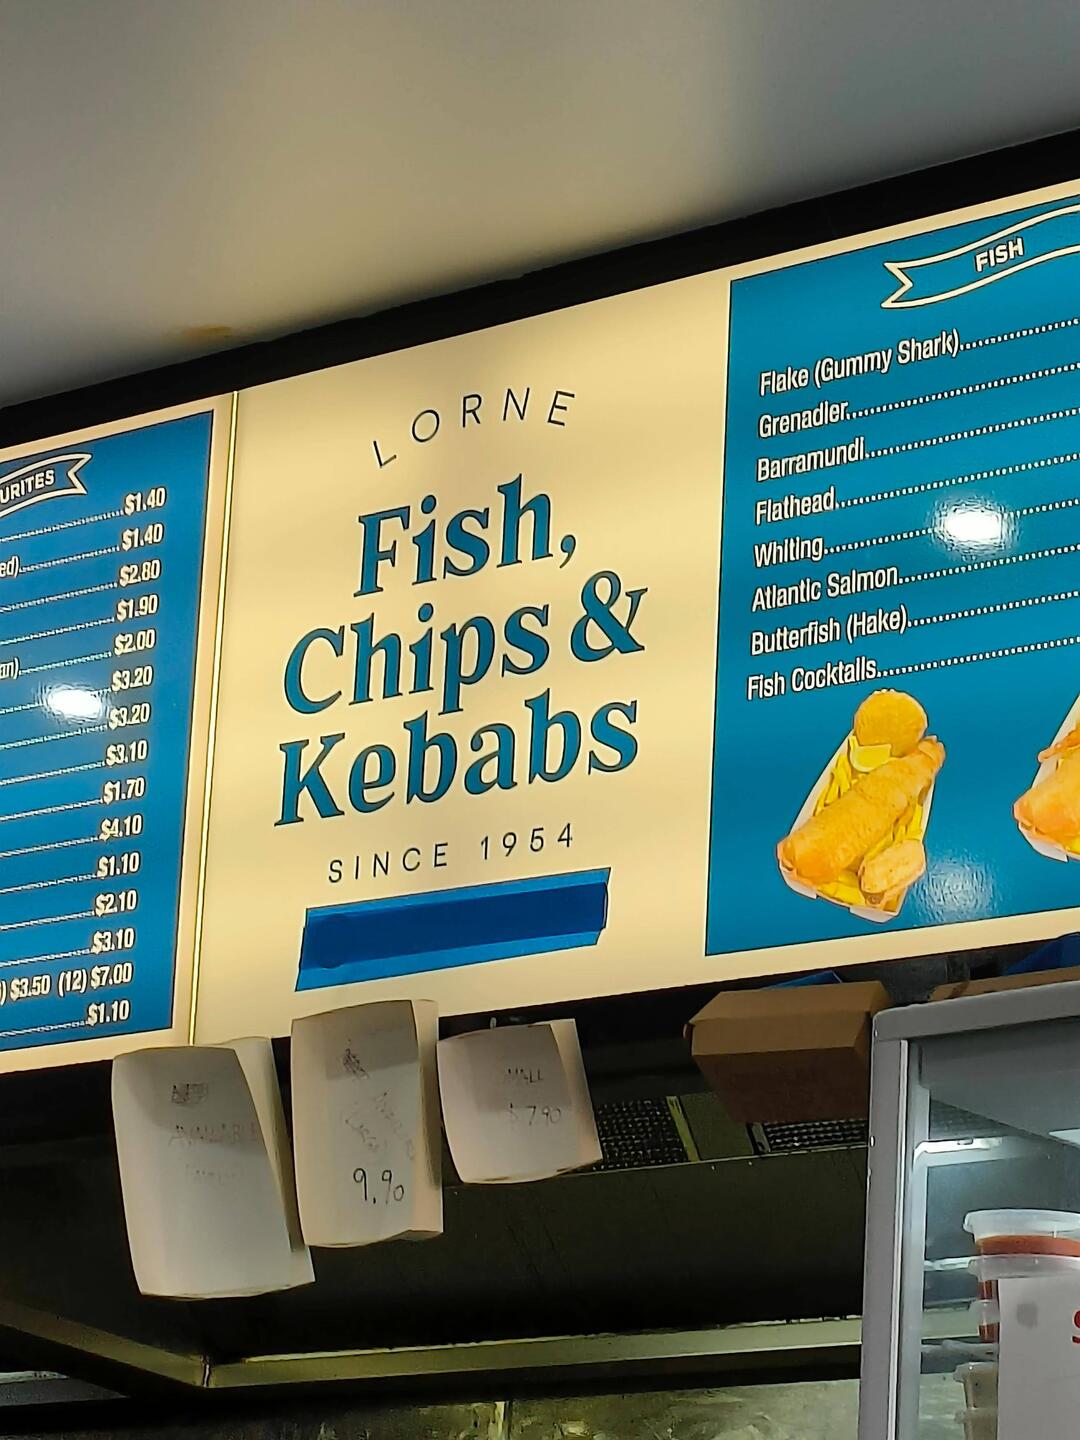 URITES
$1.40
ed) $1.40
$2.80
$1.90
$2.00
$3.20
$3.20
$3.10
$1.70
$4.10
$1.10
$2.10
$3.10
) $3.50 (12) $7.00
$1.10
LORNE
Fish,
Chips &
Kebabs
SINCE 1954
FISH
Flake (Gummy Shark)
Grenadier
Barramundi
Flathead
Whiting
Atlantic Salmon
Butterfish (Hake)
Fish Cocktails
AVAILABLE
9.90
SMALL
$7.90